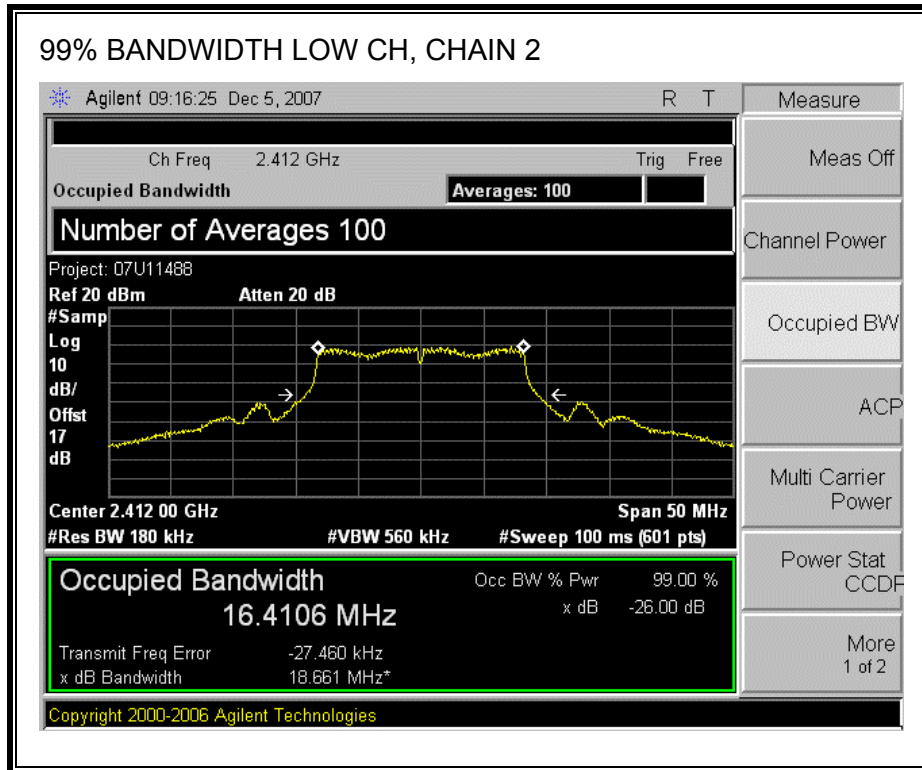 99% BANDWIDTH LOW CH, CHAIN 2
Agilent 09:16:25 Dec 5, 2007 R T
Measure
Ch Freq 2.412 GHz Trig Free
Occupied Bandwidth Averages: 100
Number of Averages 100
Project: 07U11488
Ref 20 dBm Atten 20 dB
#Samp
Log
10
dB/
Offst
17
dB
Center 2.412 00 GHz Span 50 MHz
#Res BW 180 kHz #VBW 560 kHz #Sweep 100 ms (601 pts)
Occupied Bandwidth Occ BW % Pwr 99.00 %
16.4106 MHz x dB -26.00 dB
Transmit Freq Error -27.460 kHz
x dB Bandwidth 18.661 MHz*
Copyright 2000-2006 Agilent Technologies
Meas Off
Channel Power
Occupied BW
ACP
Multi Carrier
Power
Power Stat
CCDF
More
1 of 2